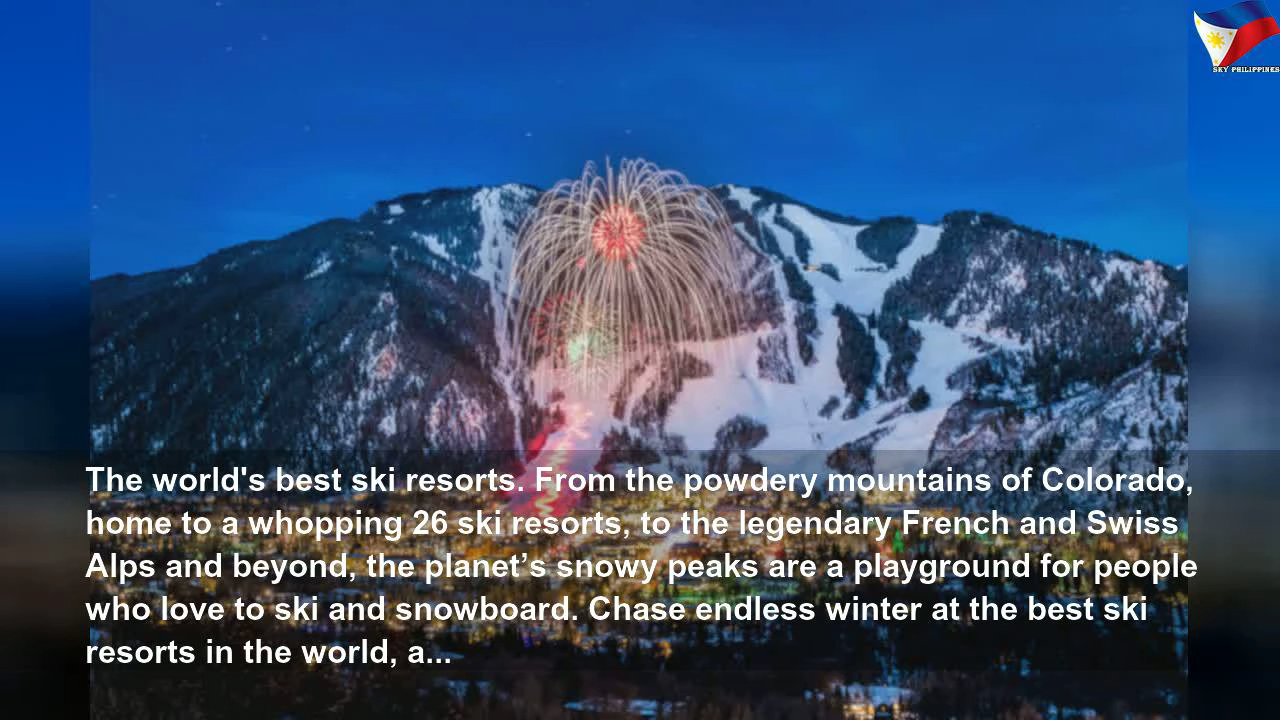 SKY PHILIPPINES
The world's best ski resorts. From the powdery mountains of Colorado,
home to a whopping 26 ski resorts, to the legendary French and Swiss
Alps and beyond, the planet’s snowy peaks are a playground for people
who love to ski and snowboard. Chase endless winter at the best ski
resorts in the world, a...